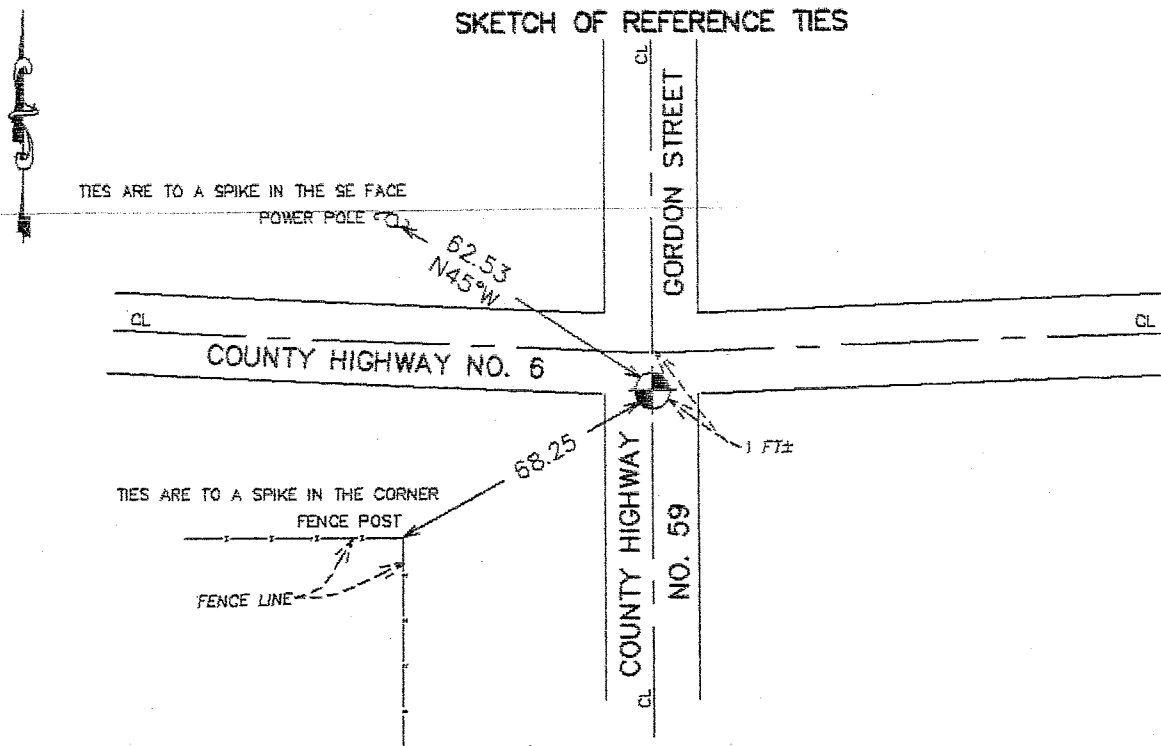 SKETCH OF REFERENCE TIES
CL
GORDON STREET
TIES ARE TO A SPIKE IN THE SE FACE
POWER POLE
62.53
N45°W
CL
CL
COUNTY HIGHWAY NO. 6
1 FT±
68.25
TIES ARE TO A SPIKE IN THE CORNER
FENCE POST
FENCE LINE
COUNTY HIGHWAY
NO. 59
CL